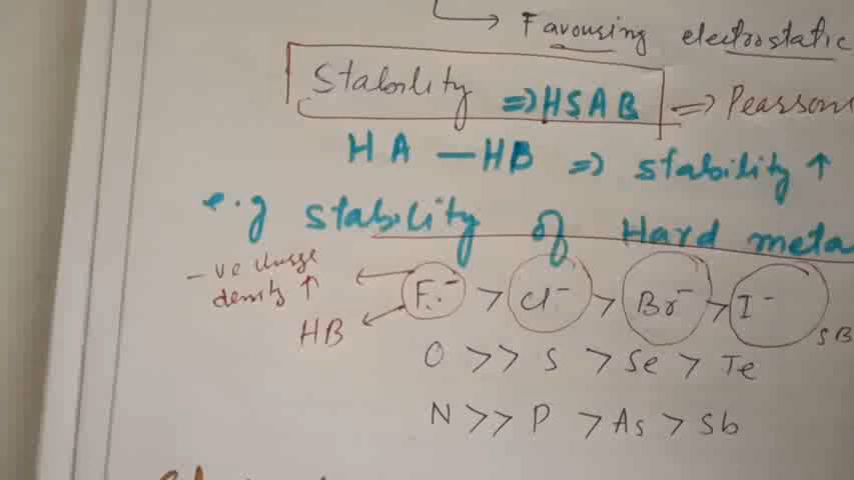 → Favousing electrostatic
Stability ⇒ HSAB ⇒ Pearson
HA — HB ⇒ stability ↑
e.g stability of Hard meta
-ve charge density ↑ ← F⁻ > Cl⁻ > Br⁻ > I⁻
HB SB
O >> S > Se > Te
N >> P > As > Sb